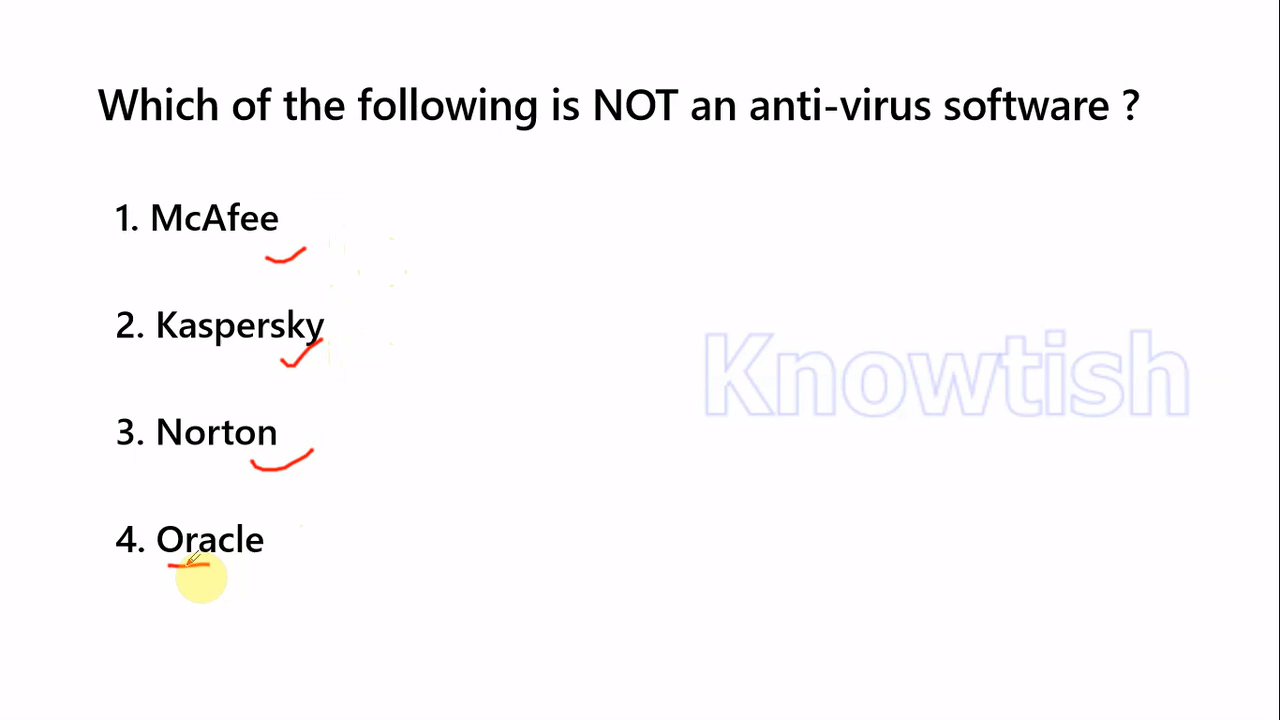 Which of the following is NOT an anti-virus software ?
1. McAfee
2. Kaspersky
Knowtish
3. Norton
4. Oracle